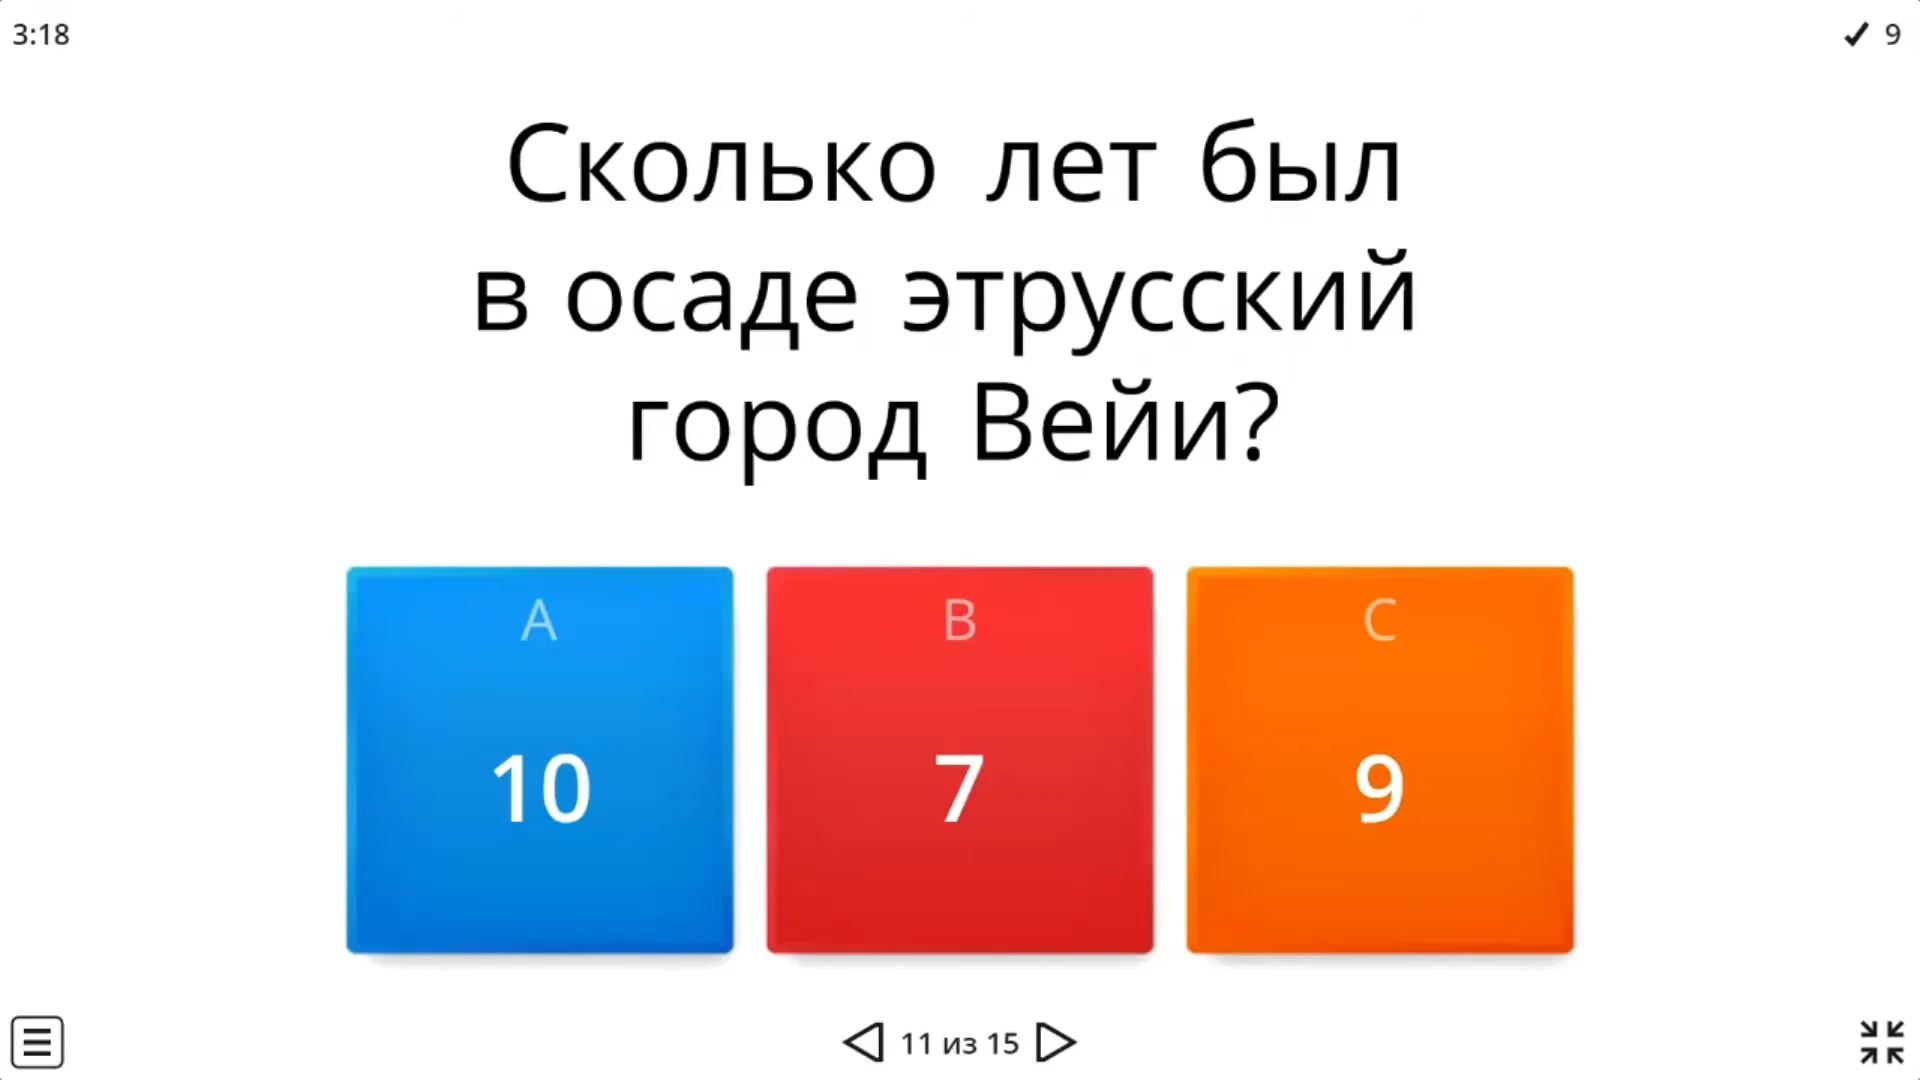 3:18
9
Сколько лет был
в осаде этрусский
город Вейи?
A
B
C
10
7
9
11 из 15